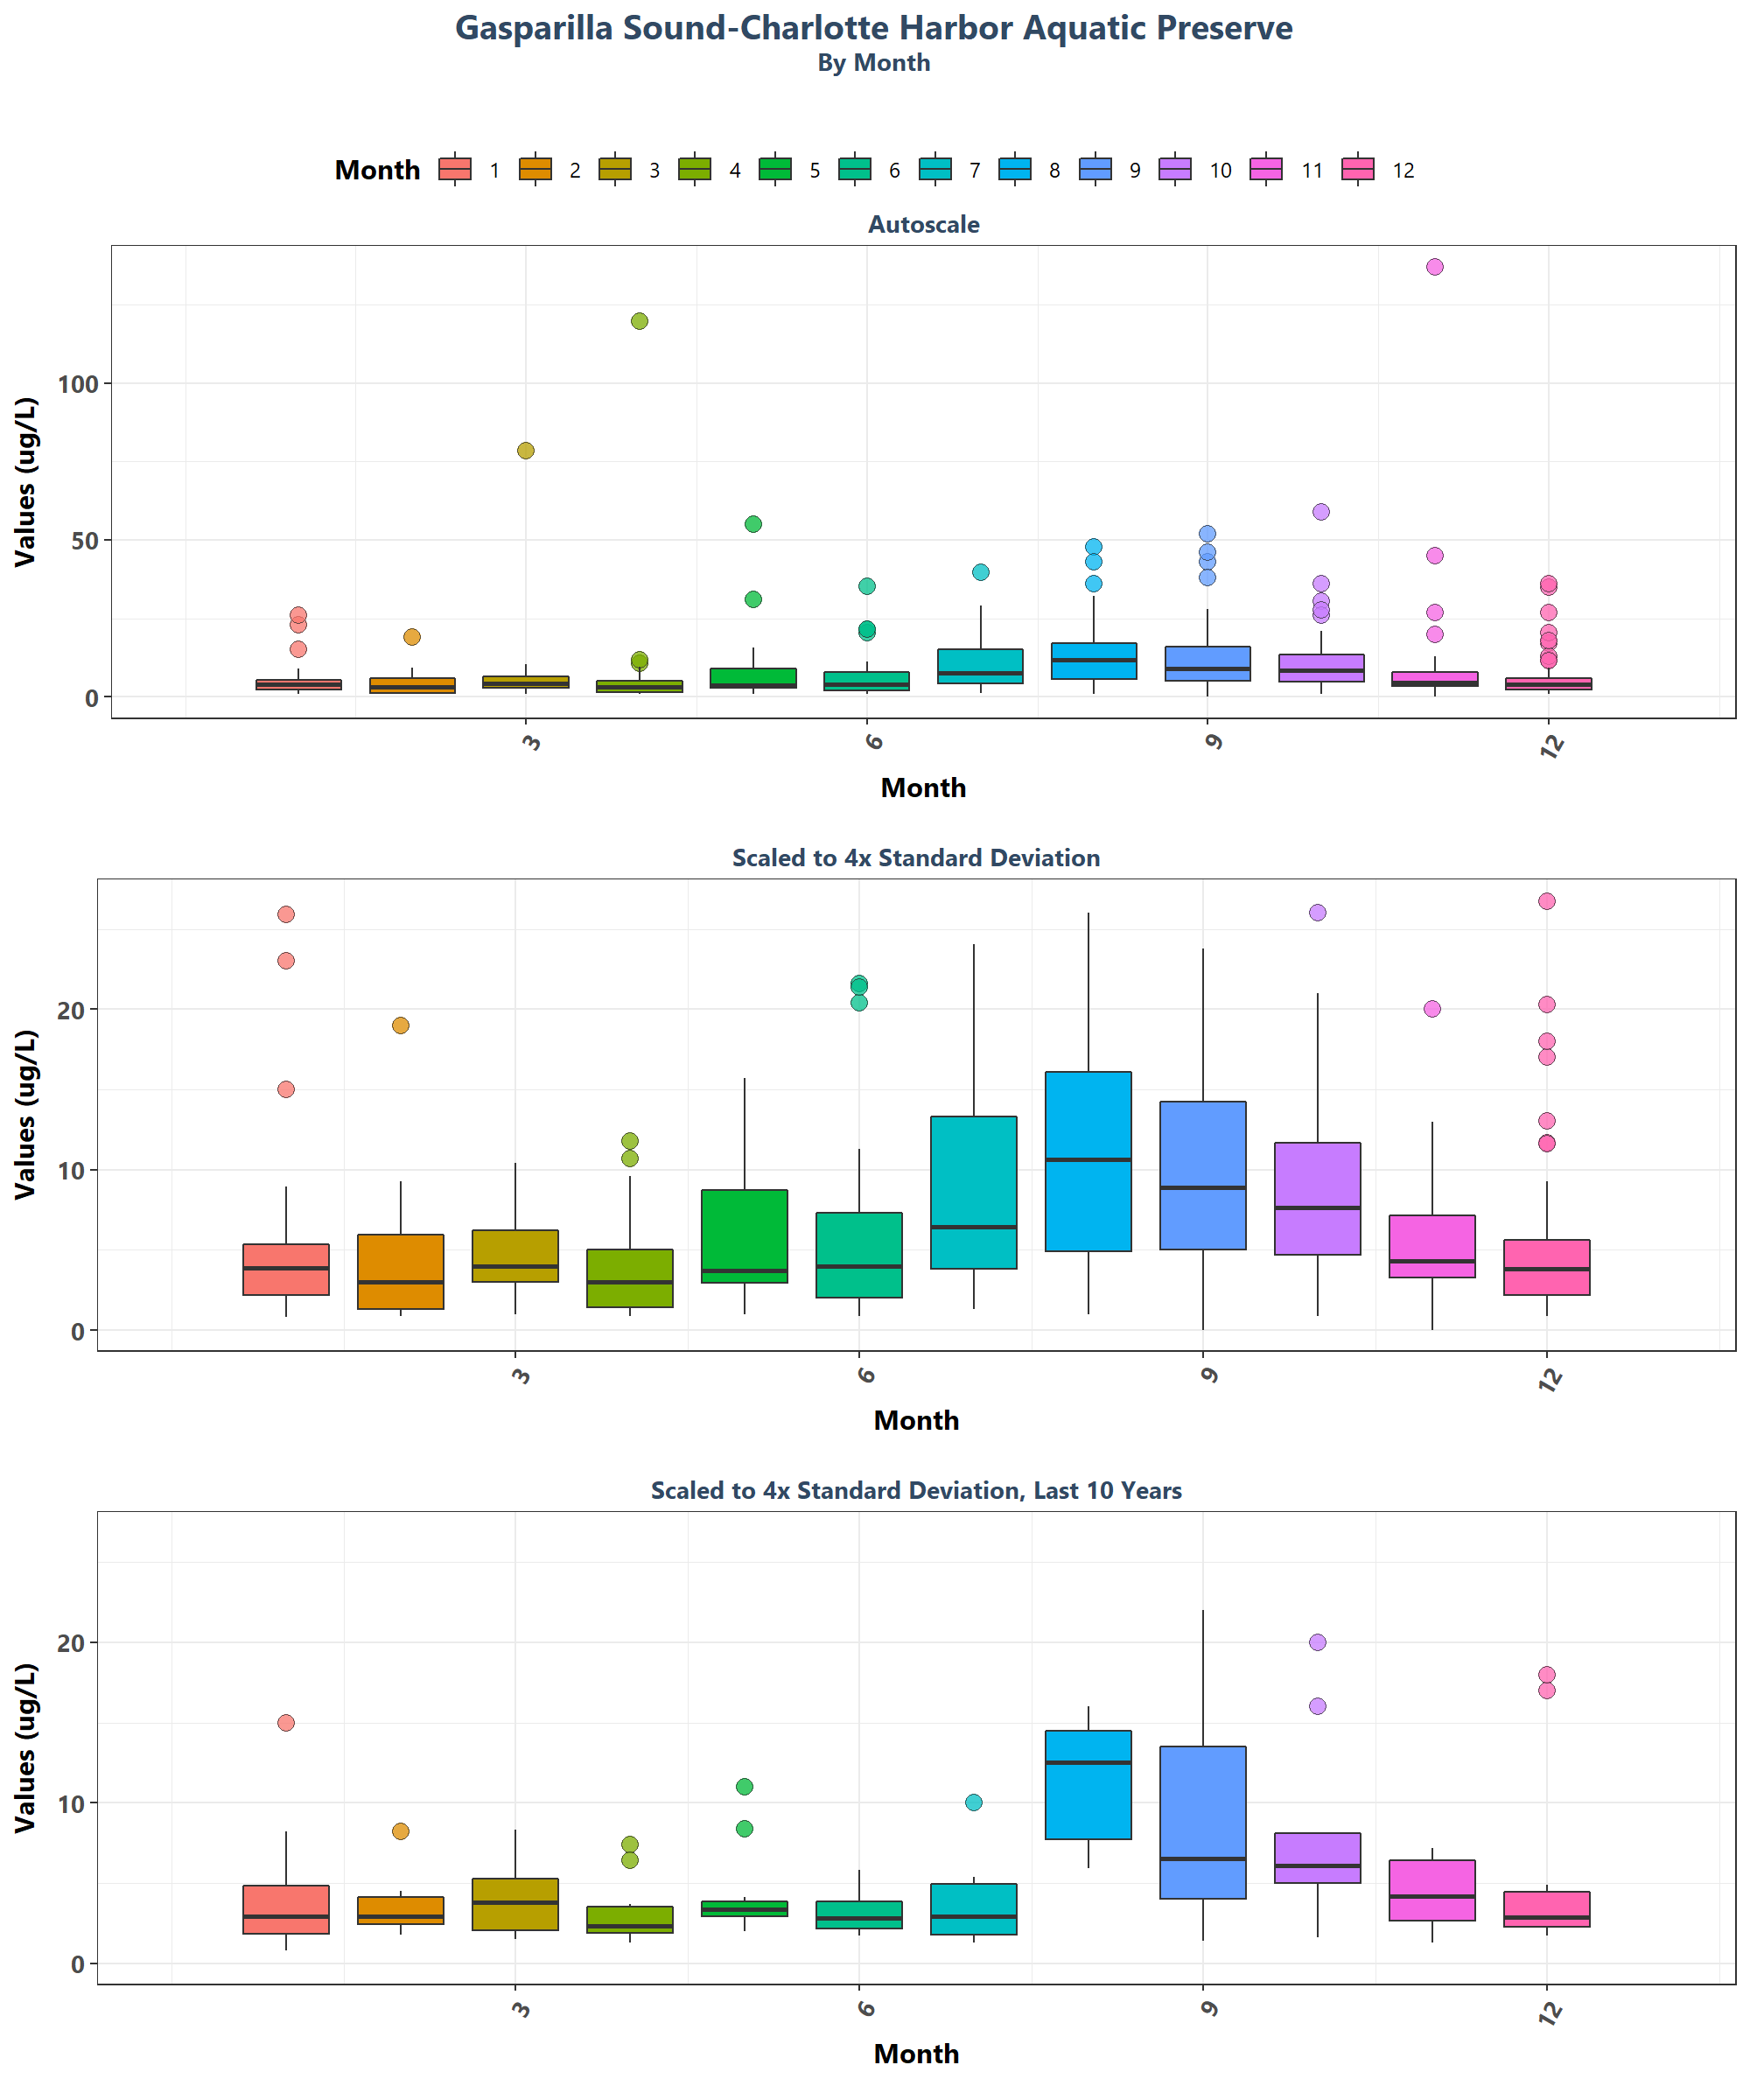 Gasparilla Sound-Charlotte Harbor Aquatic Preserve
By Month
Month 1 2 3 4 5 6 7 8 9 10 11 12
Autoscale
Values (ug/L)
100
50
0
3 6 9 12
Month
Scaled to 4x Standard Deviation
Values (ug/L)
20
10
0
3 6 9 12
Month
Scaled to 4x Standard Deviation, Last 10 Years
Values (ug/L)
20
10
0
3 6 9 12
Month